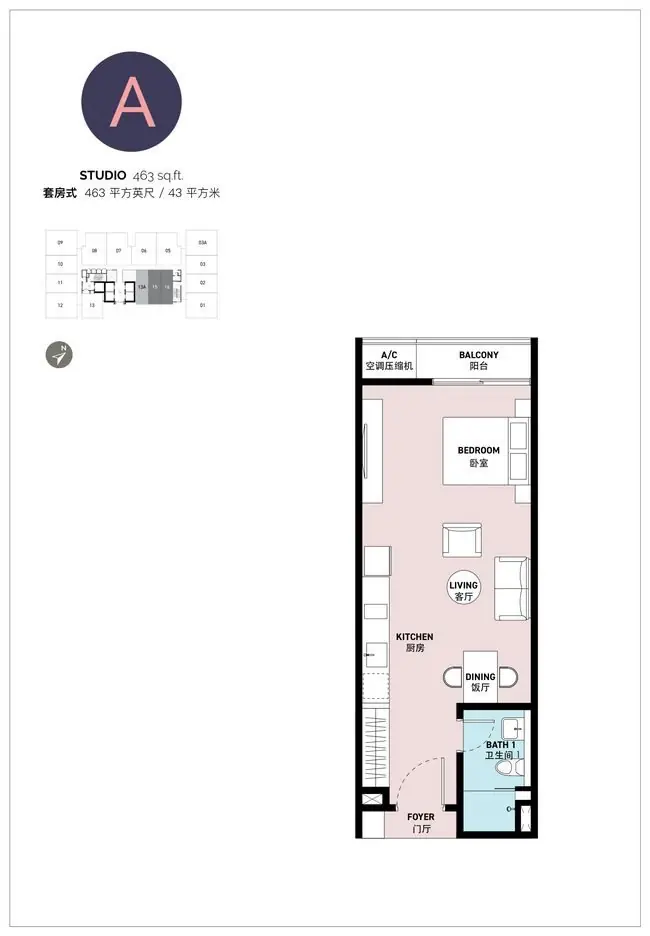 A
STUDIO 463 sq.ft.
套房式 463 平方英尺 / 43 平方米
09
08
07
06
05
03A
10
03
11
13A
15
16
02
12
13
01
N
A/C
空调压缩机
BALCONY
阳台
BEDROOM
卧室
LIVING
客厅
KITCHEN
厨房
DINING
饭厅
BATH 1
卫生间 1
FOYER
门厅